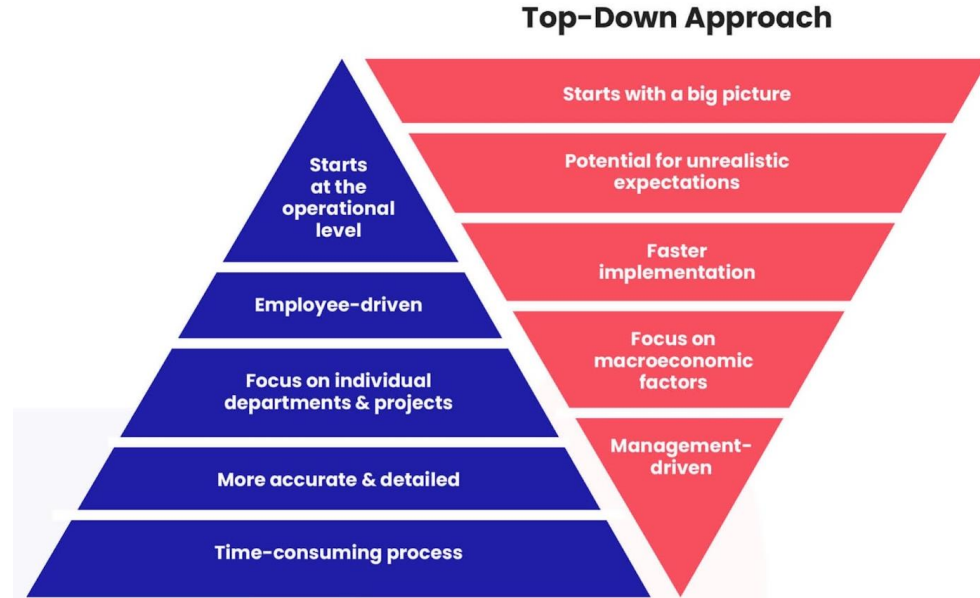 Top-Down Approach
Starts
at the
operational
level
Employee-driven
Focus on individual
departments & projects
More accurate & detailed
Time-consuming process
Starts with a big picture
Potential for unrealistic
expectations
Faster
implementation
Focus on
macroeconomic
factors
Management-
driven